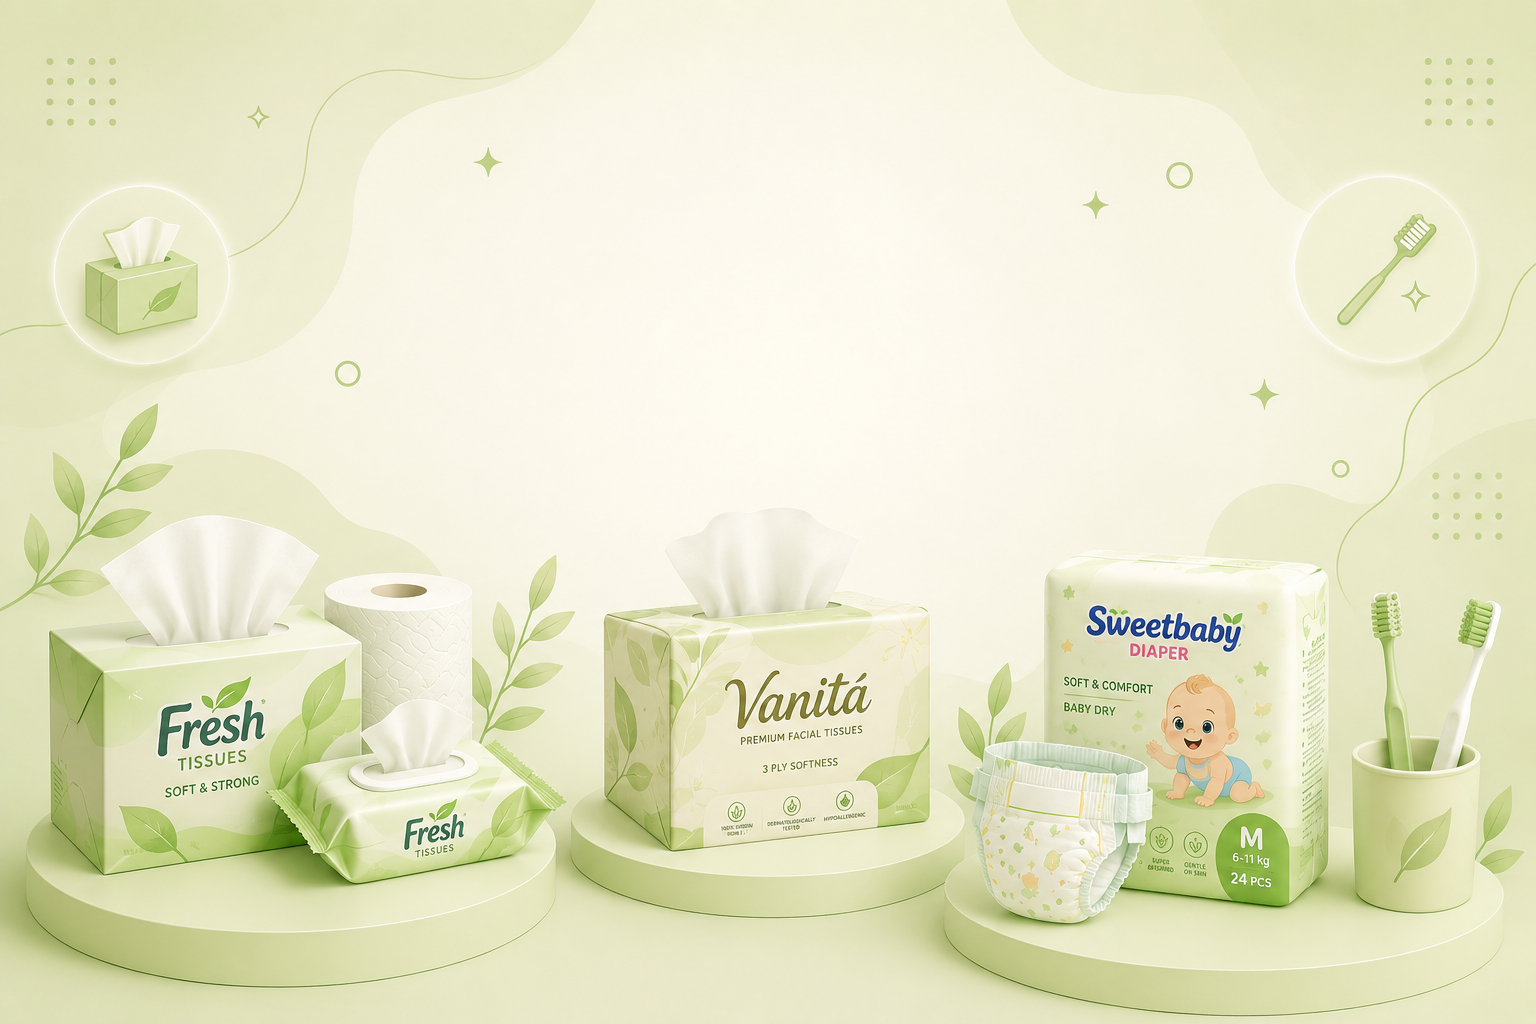 Fresh
TISSUES
SOFT & STRONG
Fresh
TISSUES
Vanitá
PREMIUM FACIAL TISSUES
3 PLY SOFTNESS
DERMATOLOGICALLY
TESTED
HYPOALLERGENIC
Sweetbaby
DIAPER
SOFT & COMFORT
BABY DRY
SUPER
GENTLE
ON SKIN
M
6-11 kg
24 PCS